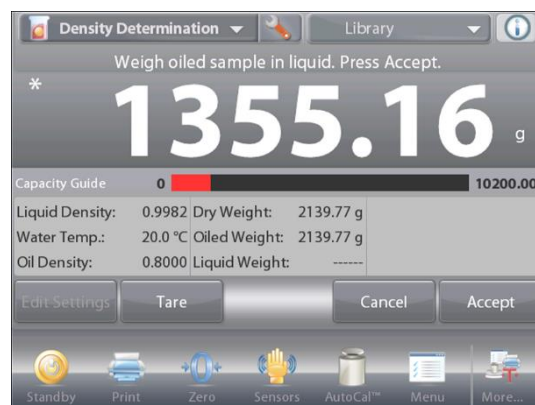 Density Determination Library
Weigh oiled sample in liquid. Press Accept.
* 1355.16 g
Capacity Guide 0 10200.00
Liquid Density: 0.9982 Dry Weight: 2139.77 g
Water Temp.: 20.0 °C Oiled Weight: 2139.77 g
Oil Density: 0.8000 Liquid Weight: ------
Edit Settings Tare Cancel Accept
Standby Print Zero Sensors AutoCal™ Menu More...